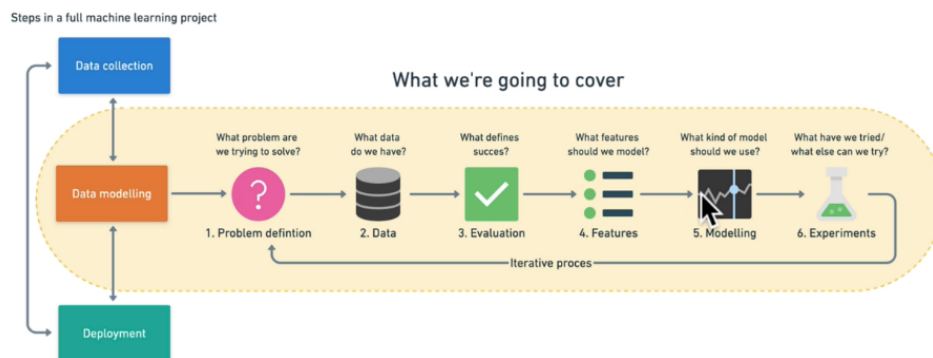 Steps in a full machine learning project
Data collection
What we're going to cover
What problem are
we trying to solve?
What data
do we have?
What defines
succes?
What features
should we model?
What kind of model
should we use?
What have we tried/
what else can we try?
Data modelling
?
1. Problem defintion
2. Data
3. Evaluation
4. Features
5. Modelling
6. Experiments
Iterative proces
Deployment